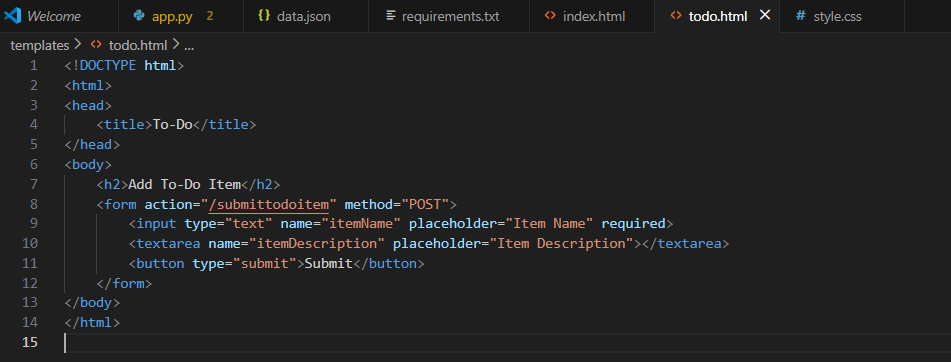 Welcome app.py 2 data.json requirements.txt index.html todo.html style.css
templates > todo.html > ...
1 <!DOCTYPE html>
2 <html>
3 <head>
4 <title>To-Do</title>
5 </head>
6 <body>
7 <h2>Add To-Do Item</h2>
8 <form action="/submittodoitem" method="POST">
9 <input type="text" name="itemName" placeholder="Item Name" required>
10 <textarea name="itemDescription" placeholder="Item Description"></textarea>
11 <button type="submit">Submit</button>
12 </form>
13 </body>
14 </html>
15